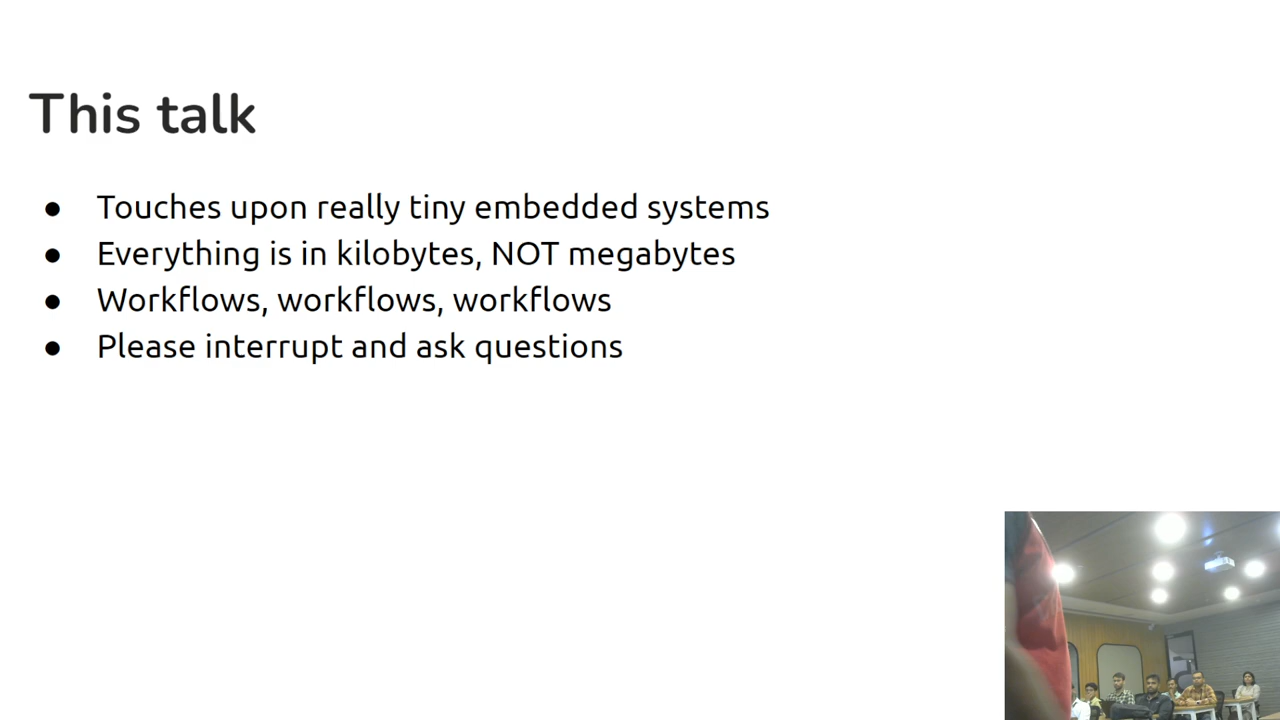 This talk
● Touches upon really tiny embedded systems
● Everything is in kilobytes, NOT megabytes
● Workflows, workflows, workflows
● Please interrupt and ask questions